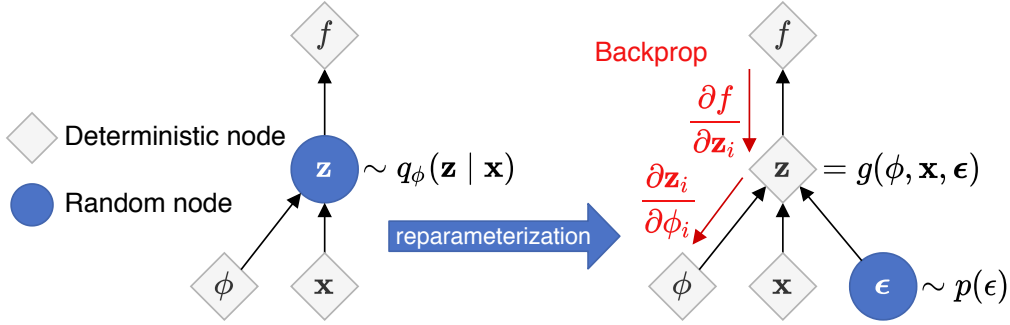 f
f
Backprop
∂f
∂z_i
Deterministic node
z ∼ q_ϕ(z | x)
z = g(ϕ, x, ϵ)
Random node
∂z_i
∂ϕ_i
reparameterization
ϕ
x
ϕ
x
ϵ ∼ p(ϵ)